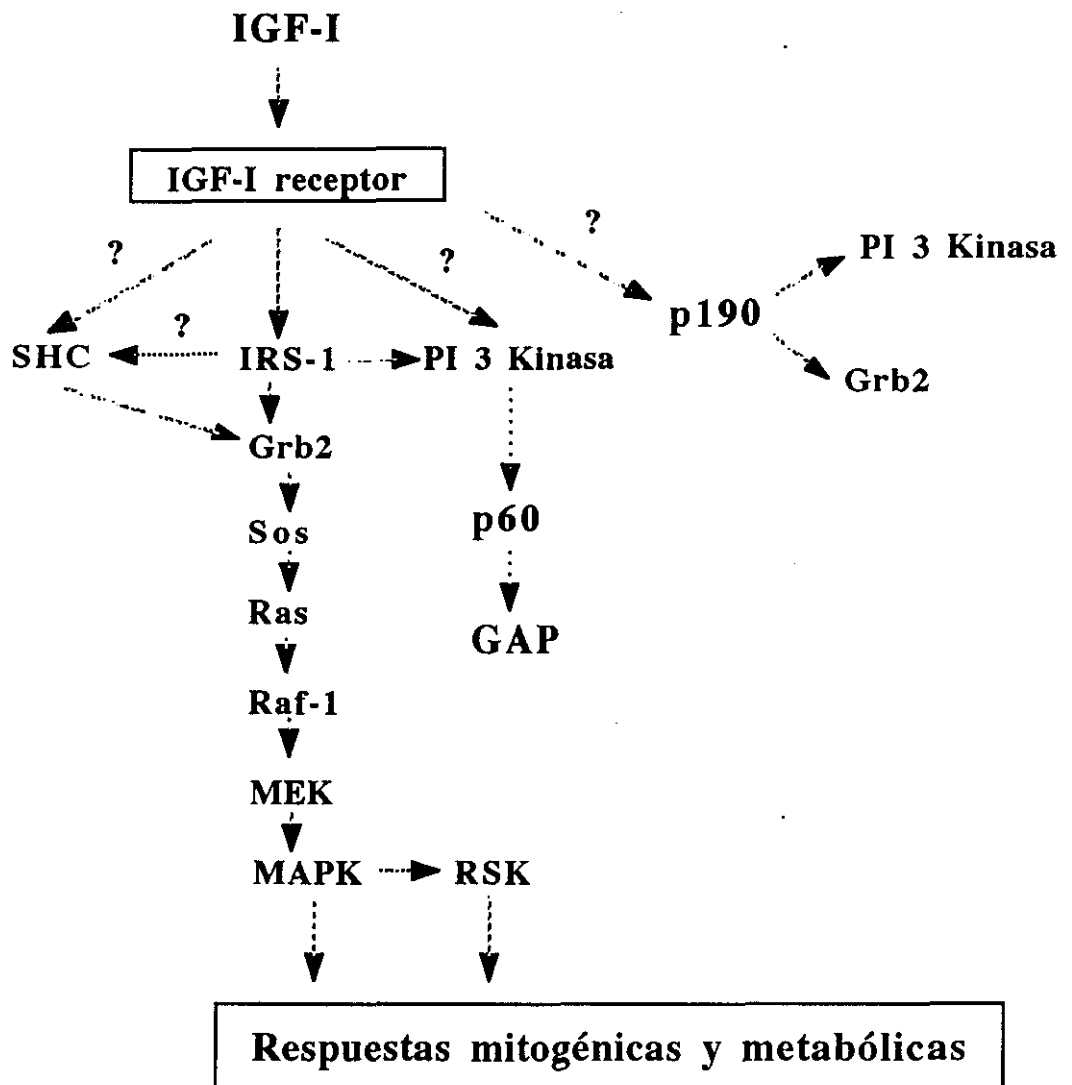 IGF-I
IGF-I receptor
?
?
?
?
PI 3 Kinasa
p190
Grb2
SHC
IRS-1
PI 3 Kinasa
Grb2
Sos
p60
Ras
GAP
Raf-1
MEK
MAPK
RSK
Respuestas mitogénicas y metabólicas